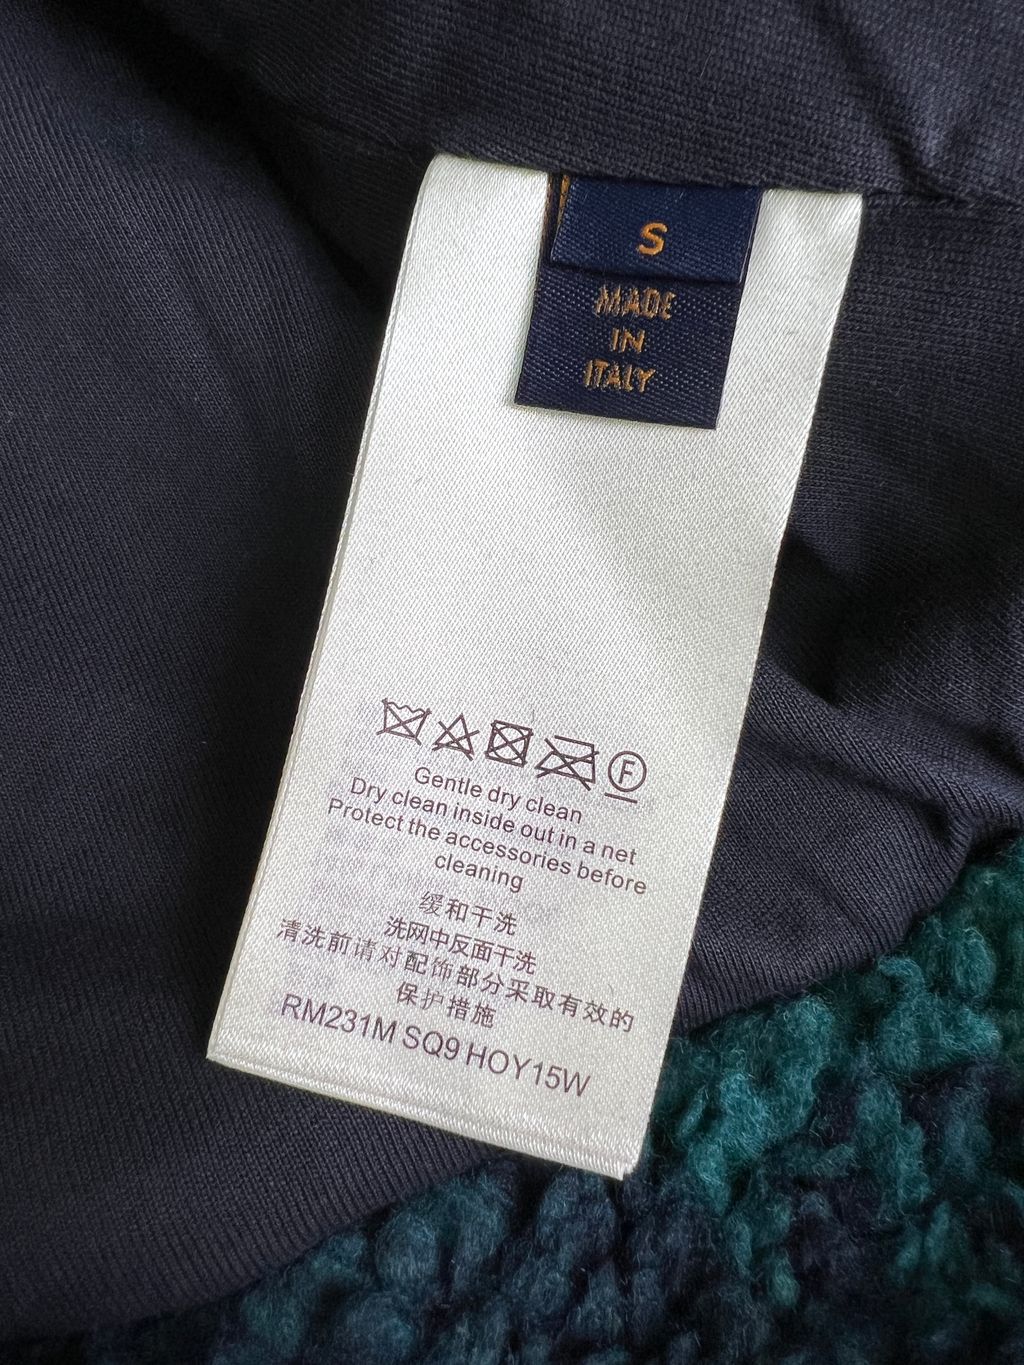 S
MADE
IN
ITALY
F
Gentle dry clean
Dry clean inside out in a net
Protect the accessories before
cleaning
缓和干洗
洗网中反面干洗
清洗前请对配饰部分采取有效的
保护措施
RM231M SQ9 HOY15W